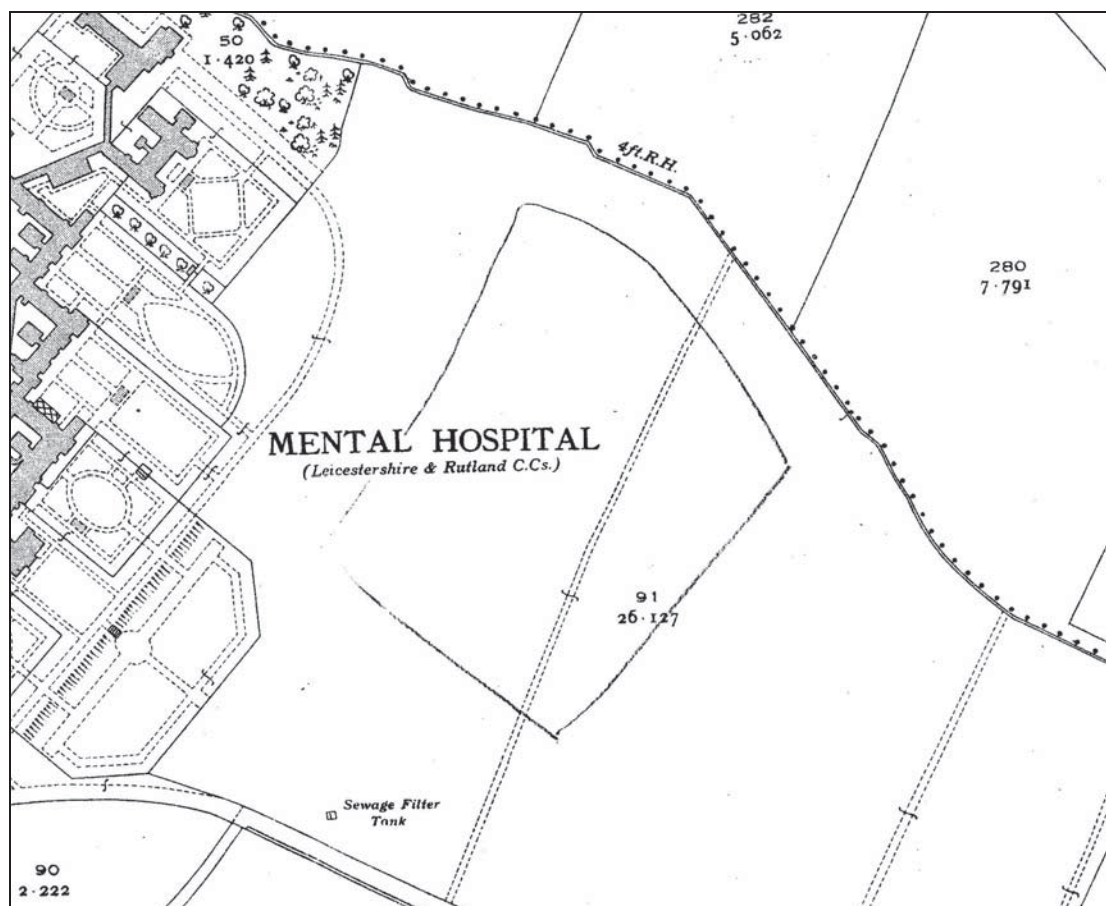 282
5·062
50
1·420
4ft.R.H.
280
7·791
MENTAL HOSPITAL
(Leicestershire & Rutland C.Cs.)
91
26·127
Sewage Filter
Tank
90
2·222